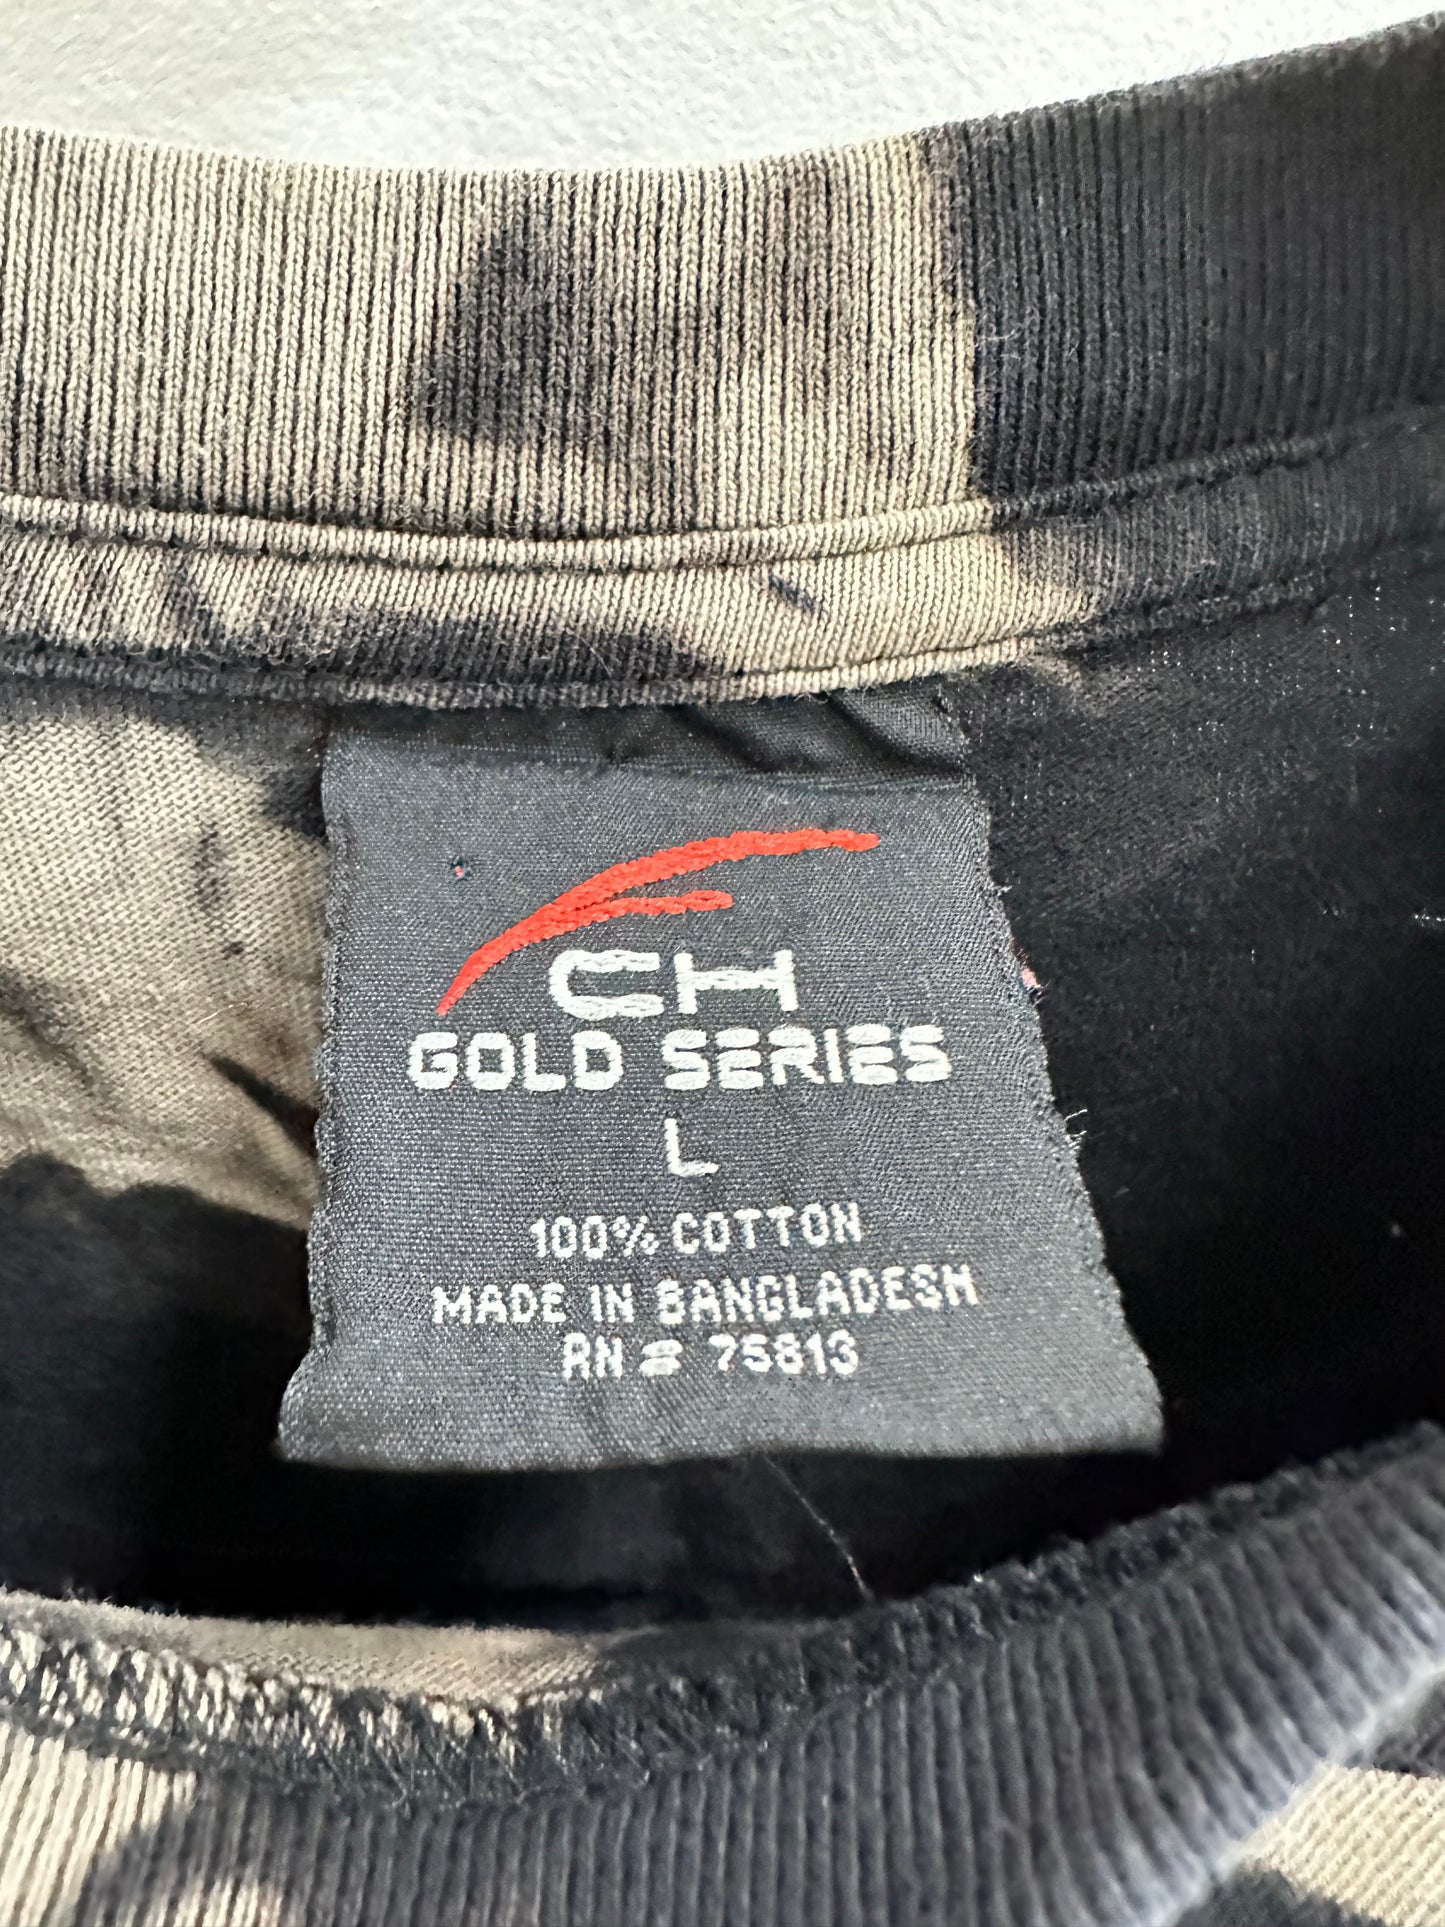 CH
GOLD SERIES
L
100% COTTON
MADE IN BANGLADESH
RN # 75813